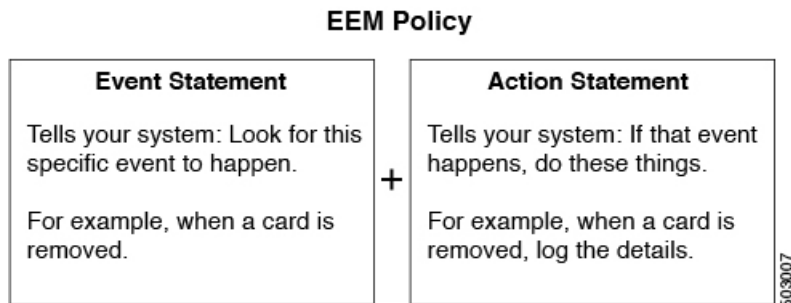 EEM Policy
Event Statement
Tells your system: Look for this
specific event to happen.
For example, when a card is
removed.
+
Action Statement
Tells your system: If that event
happens, do these things.
For example, when a card is
removed, log the details.